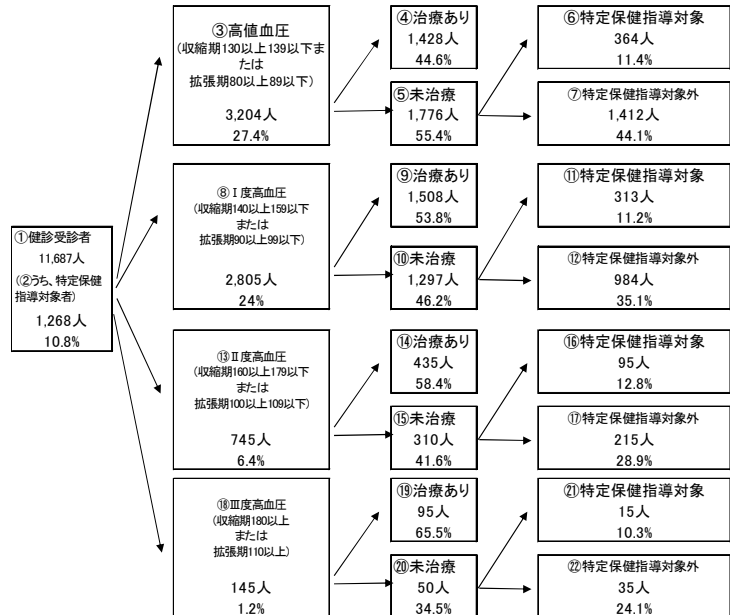 ①健診受診者
11,687人
(②うち、特定保健
指導対象者)
1,268人
10.8%
③高値血圧
(収縮期130以上139以下ま
たは
拡張期80以上89以下)
3,204人
27.4%
④治療あり
1,428人
44.6%
⑤未治療
1,776人
55.4%
⑥特定保健指導対象
364人
11.4%
⑦特定保健指導対象外
1,412人
44.1%
⑧Ⅰ度高血圧
(収縮期140以上159以下
または
拡張期90以上99以下)
2,805人
24%
⑨治療あり
1,508人
53.8%
⑩未治療
1,297人
46.2%
⑪特定保健指導対象
313人
11.2%
⑫特定保健指導対象外
984人
35.1%
⑬Ⅱ度高血圧
(収縮期160以上179以下
または
拡張期100以上109以下)
745人
6.4%
⑭治療あり
435人
58.4%
⑮未治療
310人
41.6%
⑯特定保健指導対象
95人
12.8%
⑰特定保健指導対象外
215人
28.9%
⑱Ⅲ度高血圧
(収縮期180以上
または
拡張期110以上)
145人
1.2%
⑲治療あり
95人
65.5%
⑳未治療
50人
34.5%
㉑特定保健指導対象
15人
10.3%
㉒特定保健指導対象外
35人
24.1%